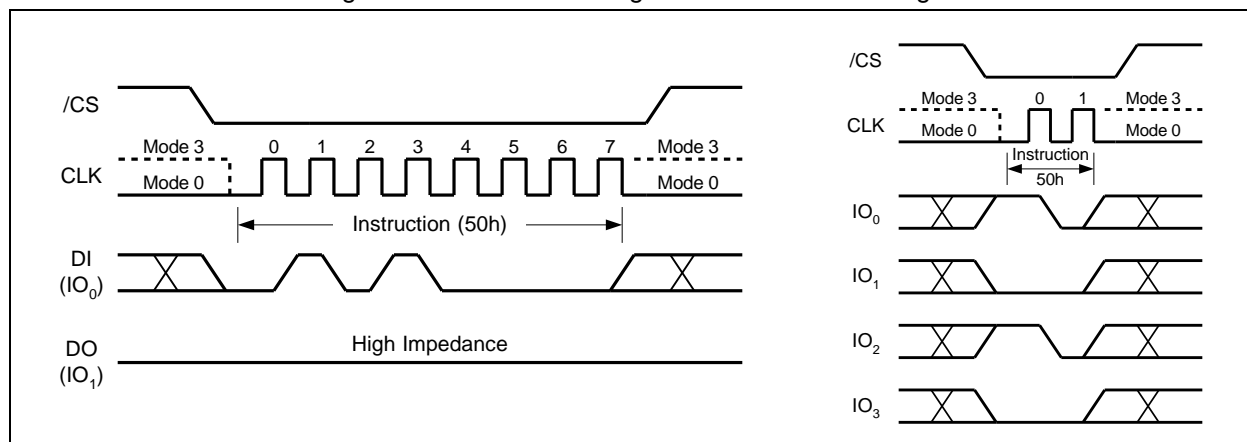 /CS
Mode 3
0 1 2 3 4 5 6 7
Mode 3
CLK
Mode 0
Mode 0
Instruction (50h)
DI
(IO0)
DO
(IO1)
High Impedance
/CS
Mode 3
0 1
Mode 3
CLK
Mode 0
Mode 0
Instruction
50h
IO0
IO1
IO2
IO3